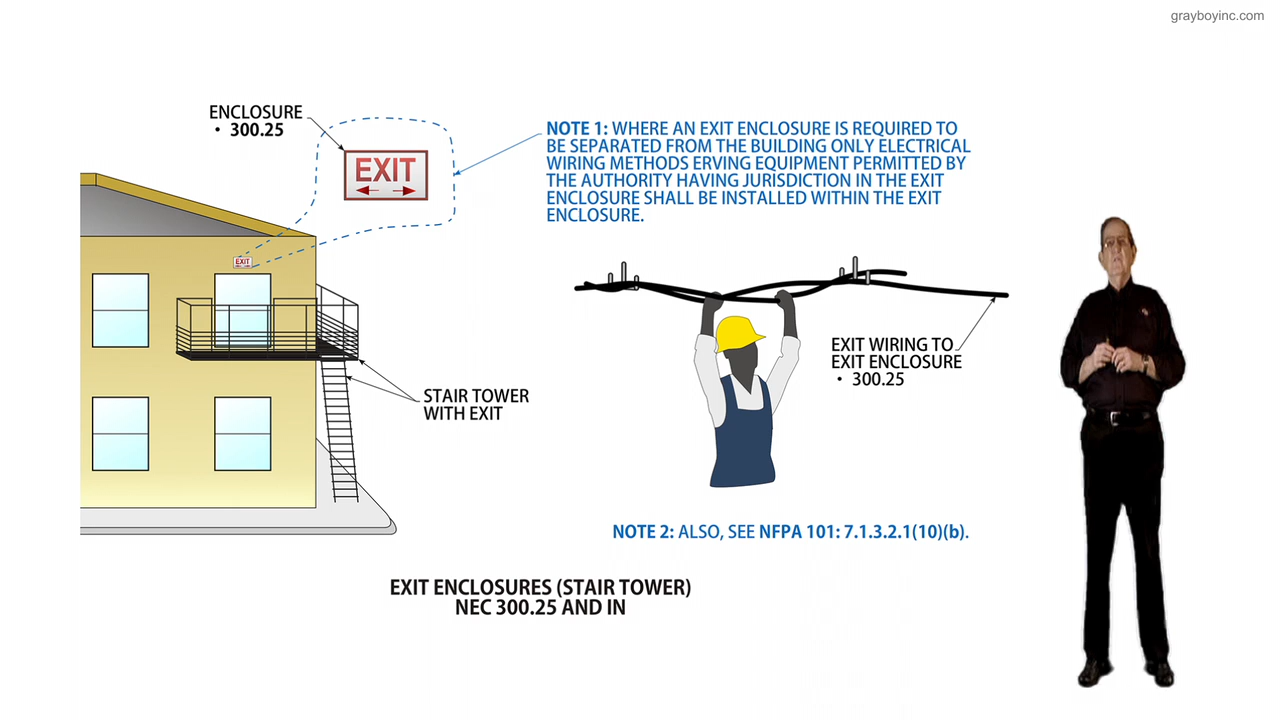 grayboyinc.com
ENCLOSURE
• 300.25
EXIT
NOTE 1: WHERE AN EXIT ENCLOSURE IS REQUIRED TO
BE SEPARATED FROM THE BUILDING ONLY ELECTRICAL
WIRING METHODS ERVING EQUIPMENT PERMITTED BY
THE AUTHORITY HAVING JURISDICTION IN THE EXIT
ENCLOSURE SHALL BE INSTALLED WITHIN THE EXIT
ENCLOSURE.
EXIT
EXIT WIRING TO
EXIT ENCLOSURE
• 300.25
STAIR TOWER
WITH EXIT
NOTE 2: ALSO, SEE NFPA 101: 7.1.3.2.1(10)(b).
EXIT ENCLOSURES (STAIR TOWER)
NEC 300.25 AND IN